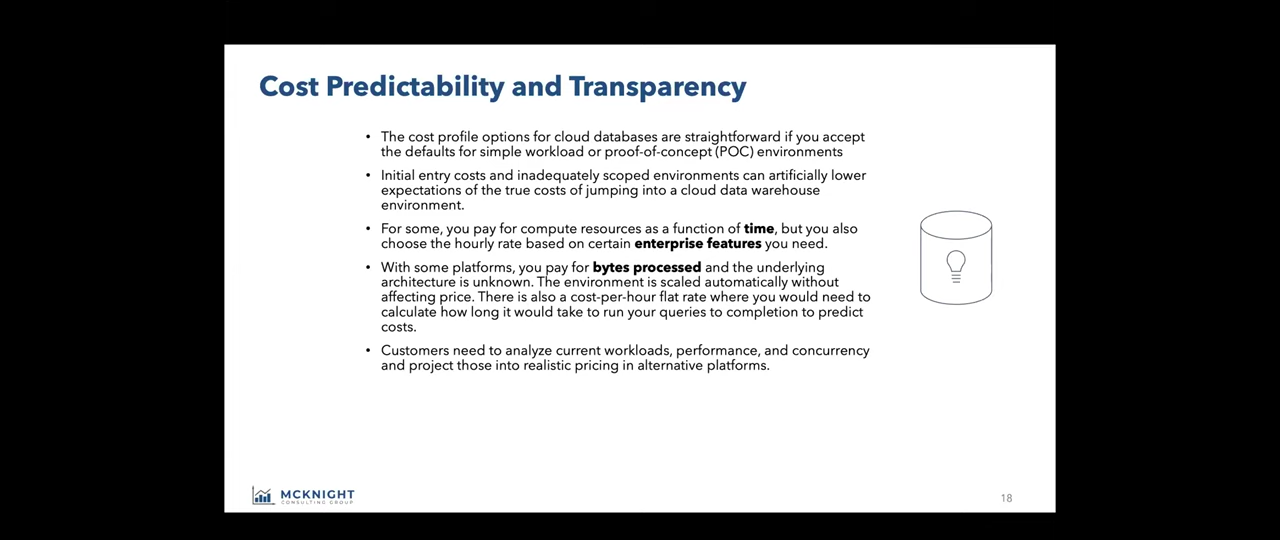 Cost Predictability and Transparency
• The cost profile options for cloud databases are straightforward if you accept
the defaults for simple workload or proof-of-concept (POC) environments
• Initial entry costs and inadequately scoped environments can artificially lower
expectations of the true costs of jumping into a cloud data warehouse
environment.
• For some, you pay for compute resources as a function of time, but you also
choose the hourly rate based on certain enterprise features you need.
• With some platforms, you pay for bytes processed and the underlying
architecture is unknown. The environment is scaled automatically without
affecting price. There is also a cost-per-hour flat rate where you would need to
calculate how long it would take to run your queries to completion to predict
costs.
• Customers need to analyze current workloads, performance, and concurrency
and project those into realistic pricing in alternative platforms.
MCKNIGHT
CONSULTING GROUP
18